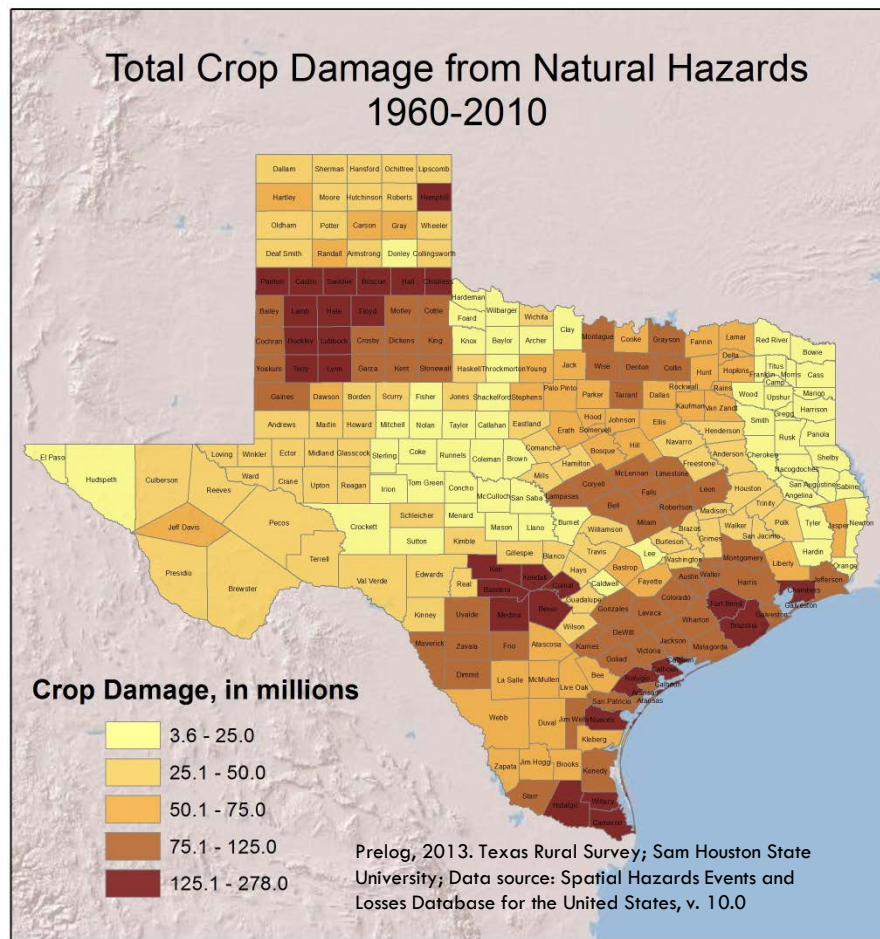 Total Crop Damage from Natural Hazards
1960-2010
Dallam Sherman Hansford Ochiltree Lipscomb
Hartley Moore Hutchinson Roberts Hemphill
Oldham Potter Carson Gray Wheeler
Deaf Smith Randall Armstrong Donley Collingsworth
Castro Swisher Briscoe Hall Childress
Bailey Lamb Hale Floyd Motley Cottle Hardeman Wilbarger Wichita
Foard Clay
Cochran Hockley Lubbock Crosby Dickens King Knox Baylor Archer Montague Cooke Grayson Fannin Lamar Red River Bowie
Yoakum Terry Lynn Garza Kent Stonewall Haskell Throckmorton Young Jack Wise Denton Collin Hunt Delta Hopkins Franklin Titus Morris Cass
Camp
Gaines Dawson Borden Scurry Fisher Jones Shackelford Stephens Palo Pinto Parker Tarrant Dallas Rockwall Kaufman Rains Van Zandt Wood Upshur Marion Gregg Harrison
Andrews Martin Howard Mitchell Nolan Taylor Callahan Eastland Erath Hood Somervell Johnson Ellis Henderson Smith Rusk Panola
El Paso Hudspeth Culberson Loving Winkler Ector Midland Glasscock Sterling Coke Runnels Coleman Brown Comanche Bosque Hill Navarro Anderson Cherokee Shelby Nacogdoches
Reeves Ward Crane Upton Reagan Irion Tom Green Concho McCulloch San Saba Mills Hamilton Lampasas Coryell McLennan Limestone Freestone Leon Houston San Augustine Sabine Angelina
Jeff Davis Pecos Crockett Schleicher Menard Mason Llano Burnet Bell Falls Robertson Milam Madison Trinity Polk Tyler Jasper Newton
Presidio Brewster Terrell Sutton Kimble Gillespie Blanco Williamson Travis Burleson Brazos Grimes Walker San Jacinto Hardin Orange
Val Verde Edwards Real Kerr Kendall Bandera Comal Hays Caldwell Bastrop Lee Fayette Washington Austin Waller Montgomery Harris Liberty Jefferson Chambers
Kinney Uvalde Medina Bexar Guadalupe Wilson Gonzales Lavaca Colorado Wharton Fort Bend Brazoria Galveston Galveston
Maverick Zavala Frio Atascosa Karnes DeWitt Victoria Jackson Matagorda
Dimmit La Salle McMullen Live Oak Bee Goliad Refugio Calhoun Calhoun Calhoun Aransas Aransas
Webb Duval Jim Wells San Patricio Nueces Kleberg
Zapata Jim Hogg Brooks Kenedy
Starr Hidalgo Willacy Cameron
Crop Damage, in millions
3.6 - 25.0
25.1 - 50.0
50.1 - 75.0
75.1 - 125.0
125.1 - 278.0
Prelog, 2013. Texas Rural Survey; Sam Houston State
University; Data source: Spatial Hazards Events and
Losses Database for the United States, v. 10.0